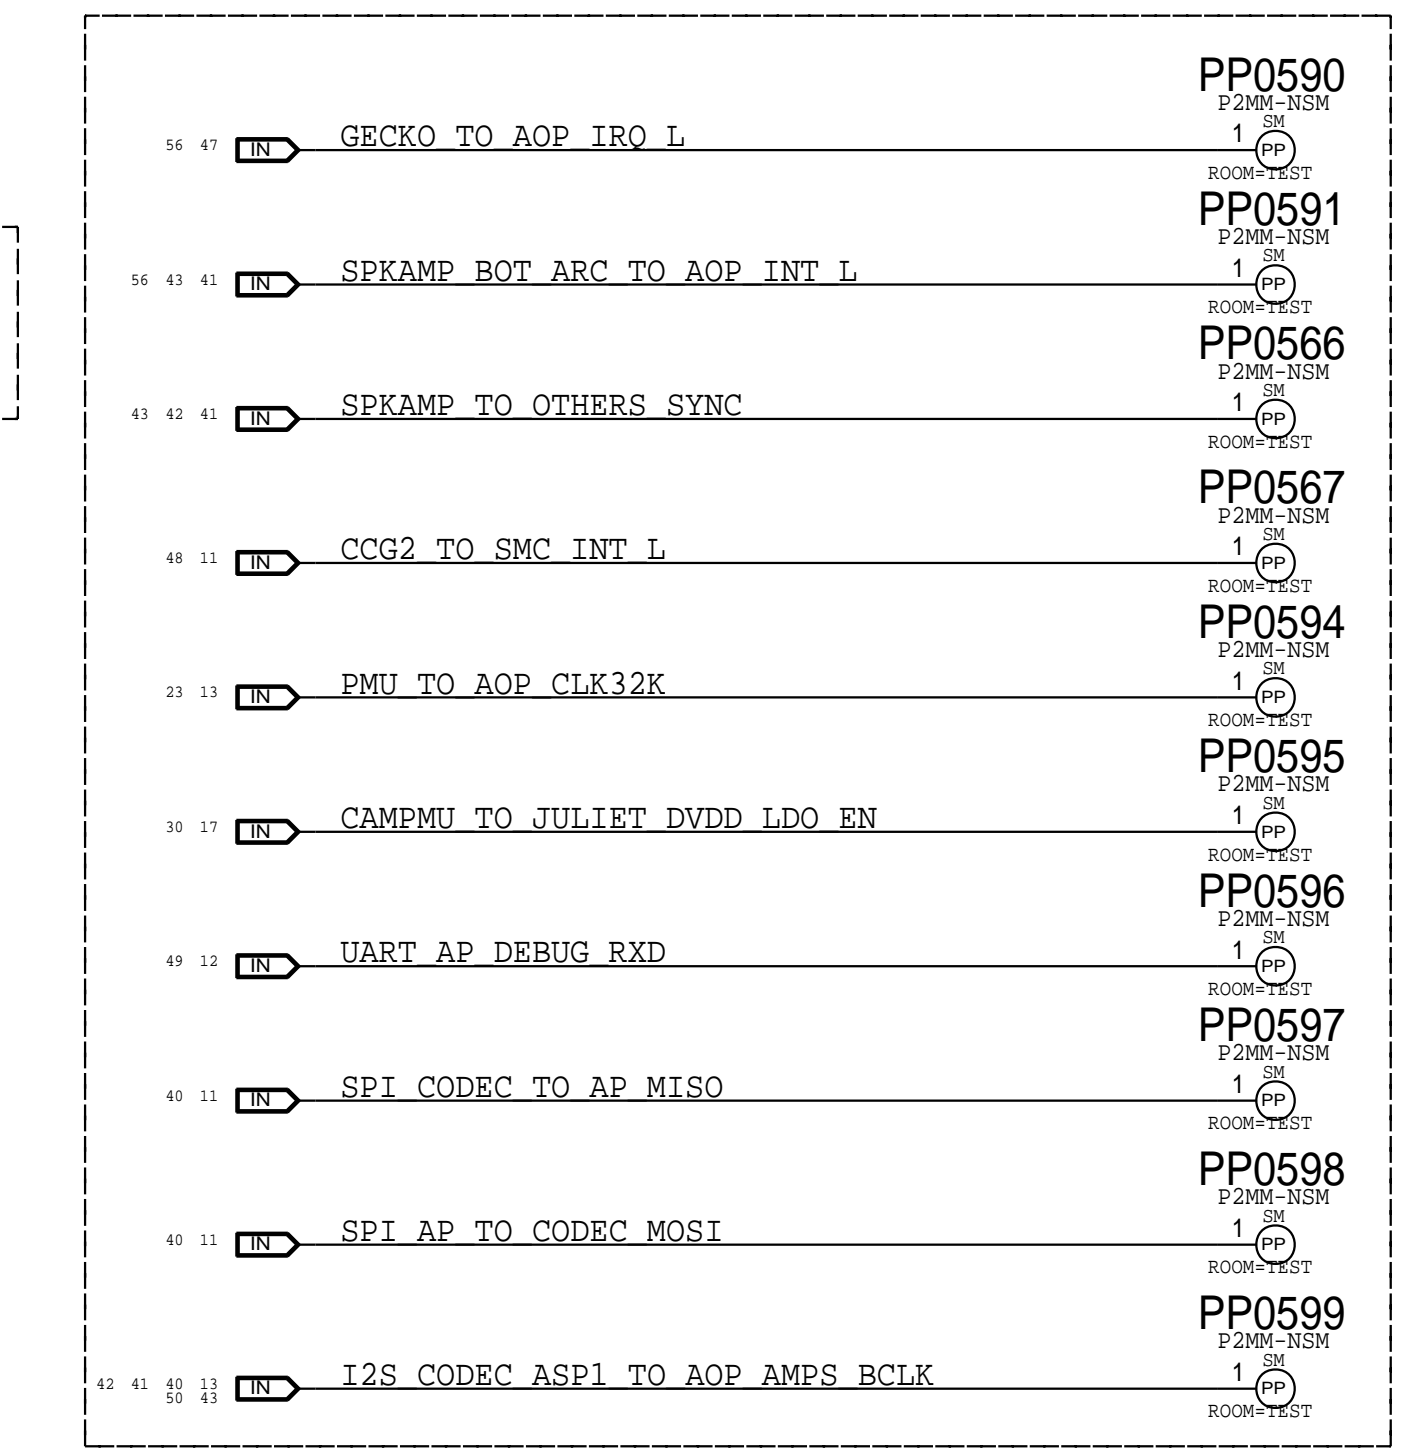 PP0590
P2MM-NSM
SM
56 47 IN GECKO_TO_AOP_IRQ_L 1 PP
ROOM=TEST
PP0591
P2MM-NSM
SM
56 43 41 IN SPKAMP_BOT_ARC_TO_AOP_INT_L 1 PP
ROOM=TEST
PP0566
P2MM-NSM
SM
43 42 41 IN SPKAMP_TO_OTHERS_SYNC 1 PP
ROOM=TEST
PP0567
P2MM-NSM
SM
48 11 IN CCG2_TO_SMC_INT_L 1 PP
ROOM=TEST
PP0594
P2MM-NSM
SM
23 13 IN PMU_TO_AOP_CLK32K 1 PP
ROOM=TEST
PP0595
P2MM-NSM
SM
30 17 IN CAMPMU_TO_JULIET_DVDD_LDO_EN 1 PP
ROOM=TEST
PP0596
P2MM-NSM
SM
49 12 IN UART_AP_DEBUG_RXD 1 PP
ROOM=TEST
PP0597
P2MM-NSM
SM
40 11 IN SPI_CODEC_TO_AP_MISO 1 PP
ROOM=TEST
PP0598
P2MM-NSM
SM
40 11 IN SPI_AP_TO_CODEC_MOSI 1 PP
ROOM=TEST
PP0599
P2MM-NSM
SM
42 41 40 13 IN I2S_CODEC_ASP1_TO_AOP_AMPS_BCLK 1 PP
50 43
ROOM=TEST